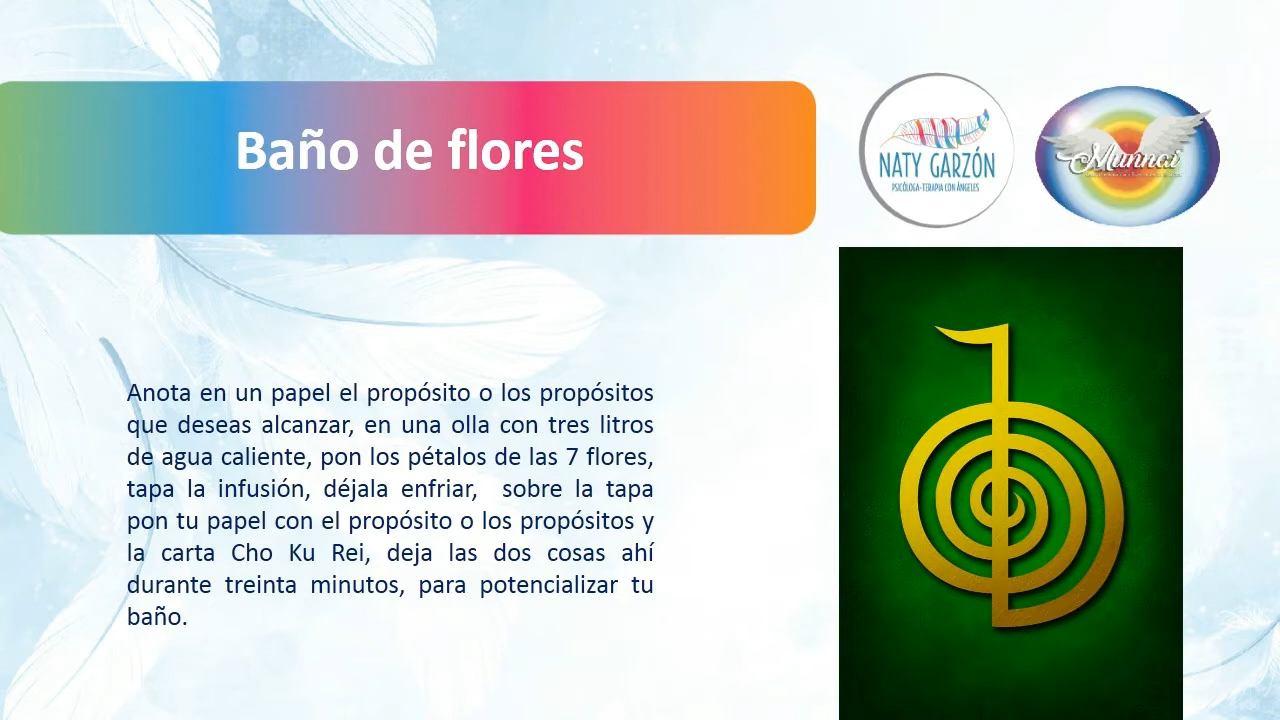 Baño de flores
NATY GARZÓN
PSICÓLOGA-TERAPIA CON ÁNGELES
Munnai
Anota en un papel el propósito o los propósitos
que deseas alcanzar, en una olla con tres litros
de agua caliente, pon los pétalos de las 7 flores,
tapa la infusión, déjala enfriar, sobre la tapa
pon tu papel con el propósito o los propósitos y
la carta Cho Ku Rei, deja las dos cosas ahí
durante treinta minutos, para potencializar tu
baño.